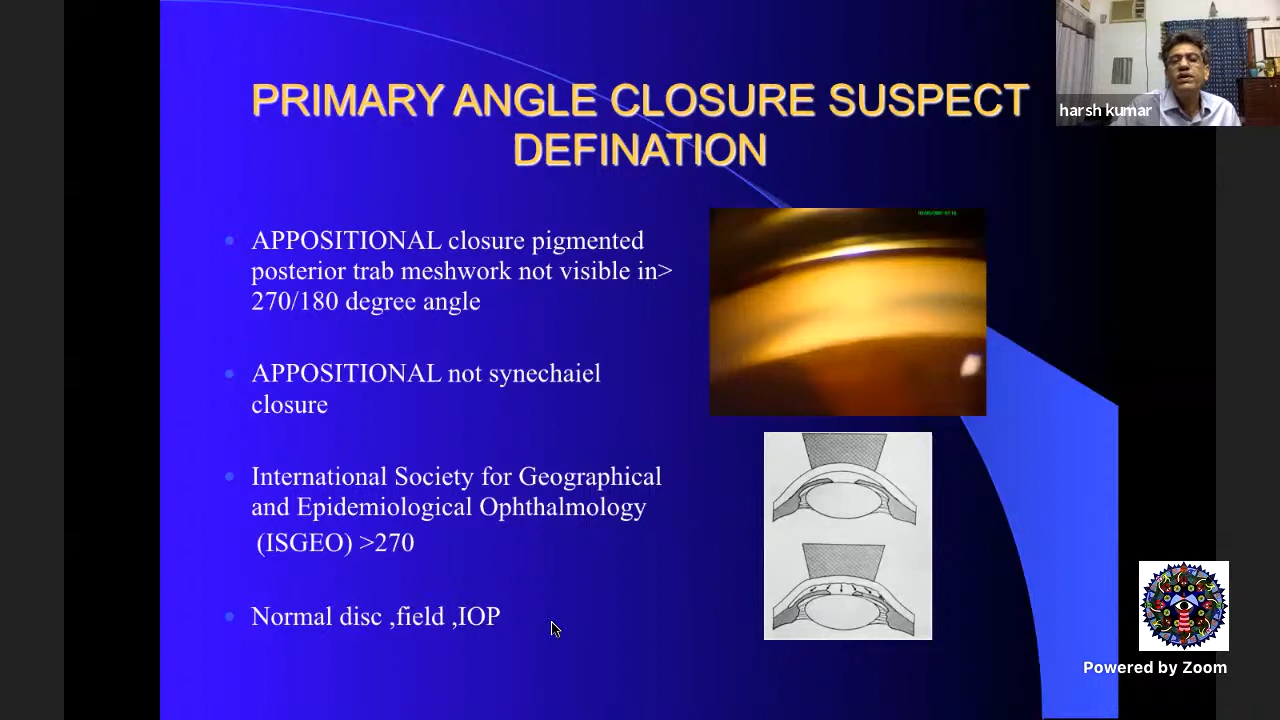 PRIMARY ANGLE CLOSURE SUSPECT
DEFINATION
harsh kumar
APPOSITIONAL closure pigmented
posterior trab meshwork not visible in>
270/180 degree angle
APPOSITIONAL not synechaiel
closure
International Society for Geographical
and Epidemiological Ophthalmology
(ISGEO) >270
Normal disc ,field ,IOP
Powered by Zoom